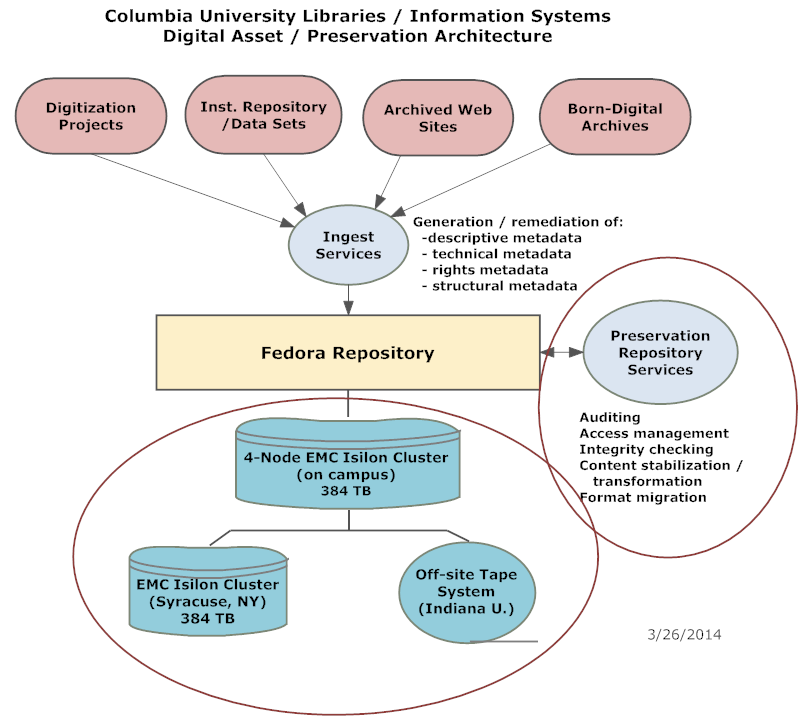 Columbia University Libraries / Information Systems
Digital Asset / Preservation Architecture
Digitization
Projects
Inst. Repository
/Data Sets
Archived Web
Sites
Born-Digital
Archives
Ingest
Services
Generation / remediation of:
-descriptive metadata
- technical metadata
- rights metadata
- structural metadata
Fedora Repository
Preservation
Repository
Services
Auditing
Access management
Integrity checking
Content stabilization /
transformation
Format migration
4-Node EMC Isilon Cluster
(on campus)
384 TB
EMC Isilon Cluster
(Syracuse, NY)
384 TB
Off-site Tape
System
(Indiana U.)
3/26/2014